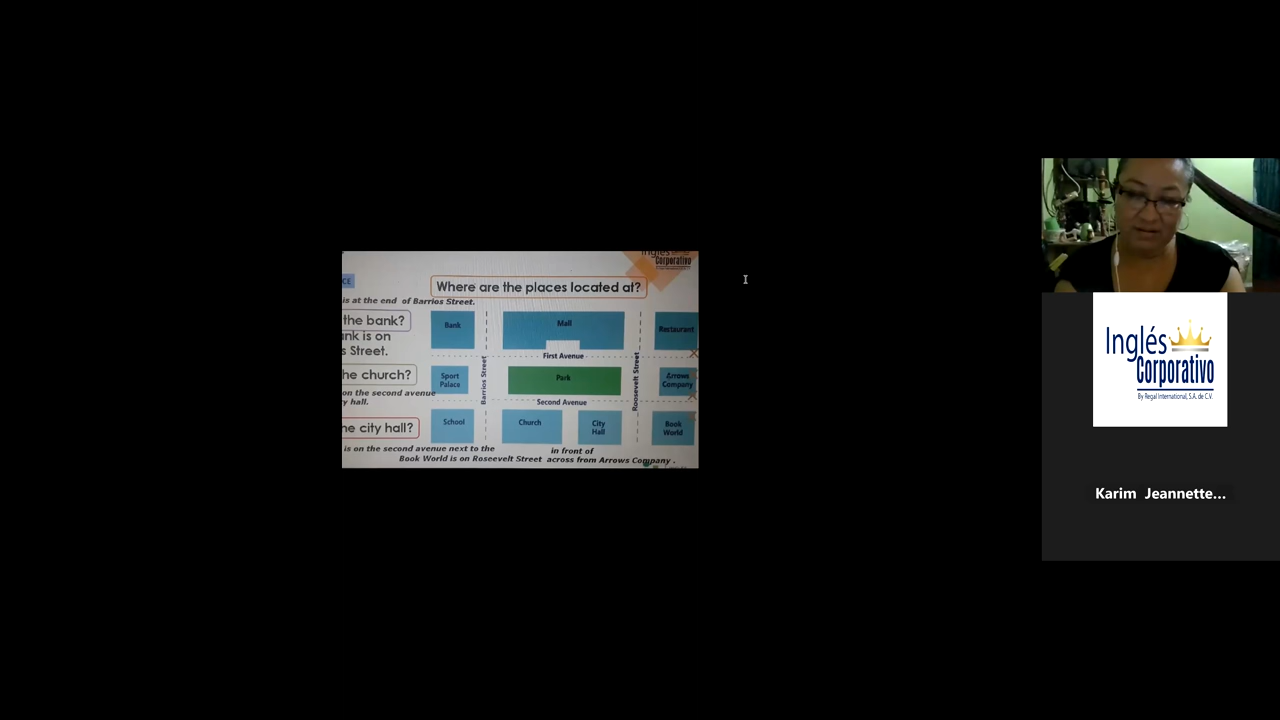 Inglés
Corporativo
CE
Where are the places located at?
is at the end of Barrios Street.
the bank?
Bank
Mall
Restaurant
nk is on
s Street.
First Avenue
Barrios Street
Roosevelt Street
he church?
Sport
Palace
Park
Arrows
Company
on the second avenue
y hall.
Second Avenue
School
Church
City
Hall
Book
World
he city hall?
is on the second avenue next to the
in front of
Book World is on Roseevelt Street across from Arrows Company .
Inglés
Corporativo
By Regal International, S.A. de C.V.
Karim Jeannette...